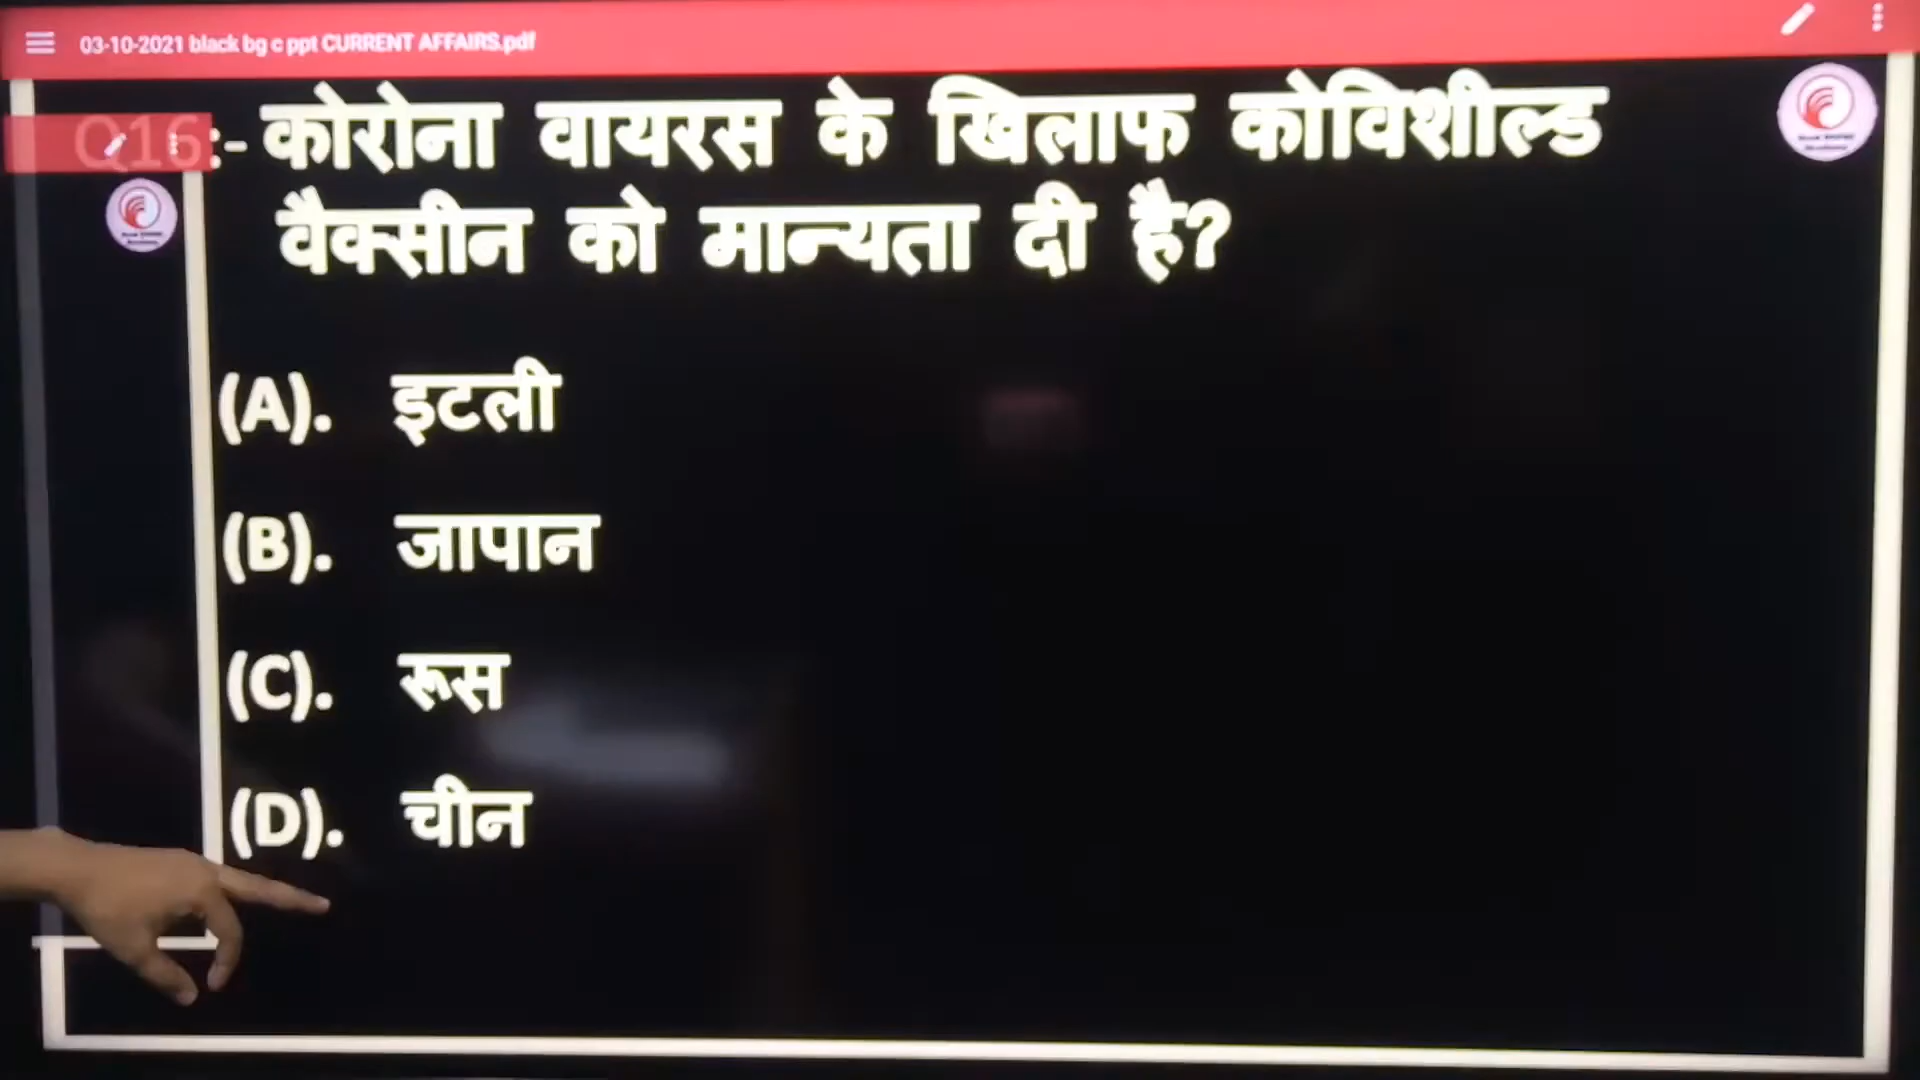 03-10-2021 black bg c ppt CURRENT AFFAIRS.pdf
Q16:- कोरोना वायरस के खिलाफ कोविशील्ड
वैक्सीन को मान्यता दी है?
(A). इटली
(B). जापान
(C). रूस
(D). चीन